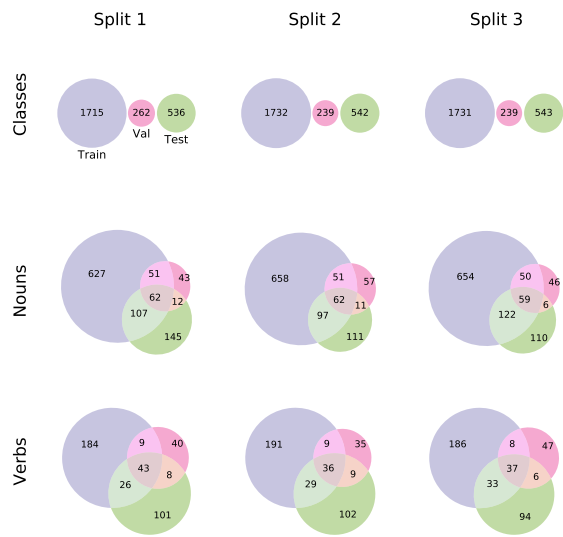 Split 1 Split 2 Split 3
Classes
1715 262 536 1732 239 542 1731 239 543
Train Val Test
Nouns
627 51 43 62 12 107 145
658 51 57 62 11 97 111
654 50 46 59 6 122 110
Verbs
184 9 40 43 8 26 101
191 9 35 36 9 29 102
186 8 47 37 6 33 94